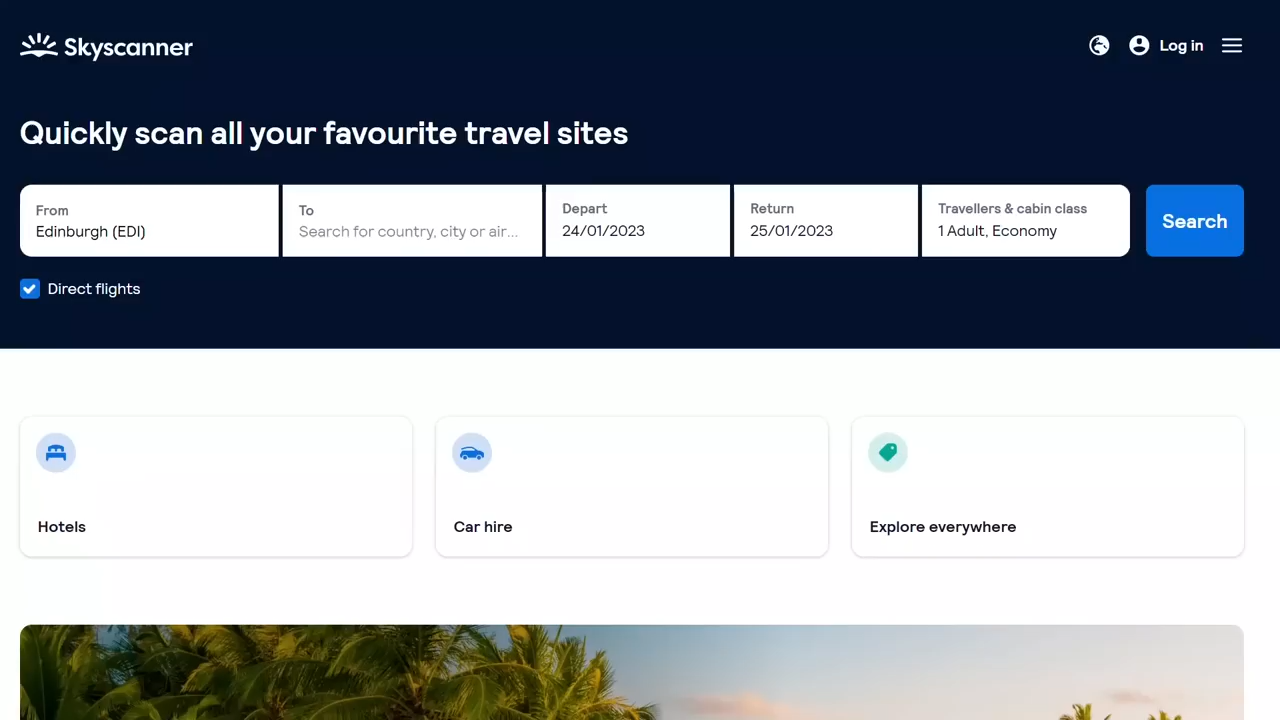 Skyscanner
Log in
Quickly scan all your favourite travel sites
From
Edinburgh (EDI)
To
Search for country, city or air...
Depart
24/01/2023
Return
25/01/2023
Travellers & cabin class
1 Adult, Economy
Search
Direct flights
Hotels
Car hire
Explore everywhere